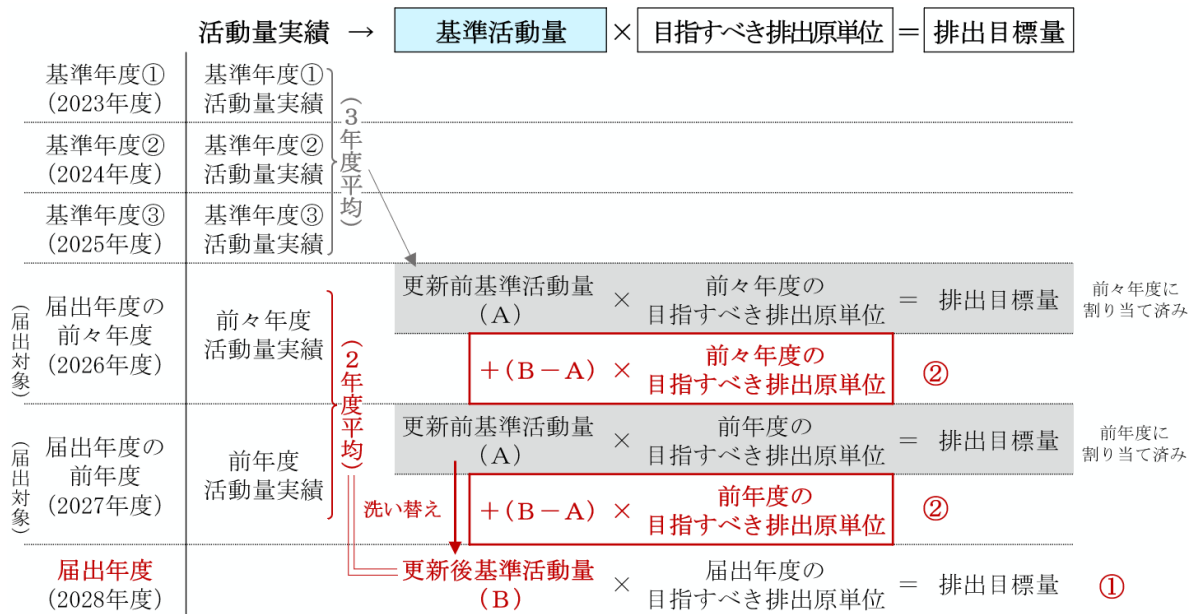 活動量実績 → 基準活動量 × 目指すべき排出原単位 = 排出目標量
基準年度①
(2023年度)
基準年度①
活動量実績
(3年度平均)
基準年度②
(2024年度)
基準年度②
活動量実績
基準年度③
(2025年度)
基準年度③
活動量実績
(届出対象)
届出年度の
前々年度
(2026年度)
前々年度
活動量実績
(2年度平均)
更新前基準活動量
(A)
×
前々年度の
目指すべき排出原単位
= 排出目標量
前々年度に
割り当て済み
+(B-A) ×
前々年度の
目指すべき排出原単位
②
(届出対象)
届出年度の
前年度
(2027年度)
前年度
活動量実績
更新前基準活動量
(A)
×
前年度の
目指すべき排出原単位
= 排出目標量
前年度に
割り当て済み
洗い替え
+(B-A) ×
前年度の
目指すべき排出原単位
②
届出年度
(2028年度)
更新後基準活動量
(B)
×
届出年度の
目指すべき排出原単位
= 排出目標量
①